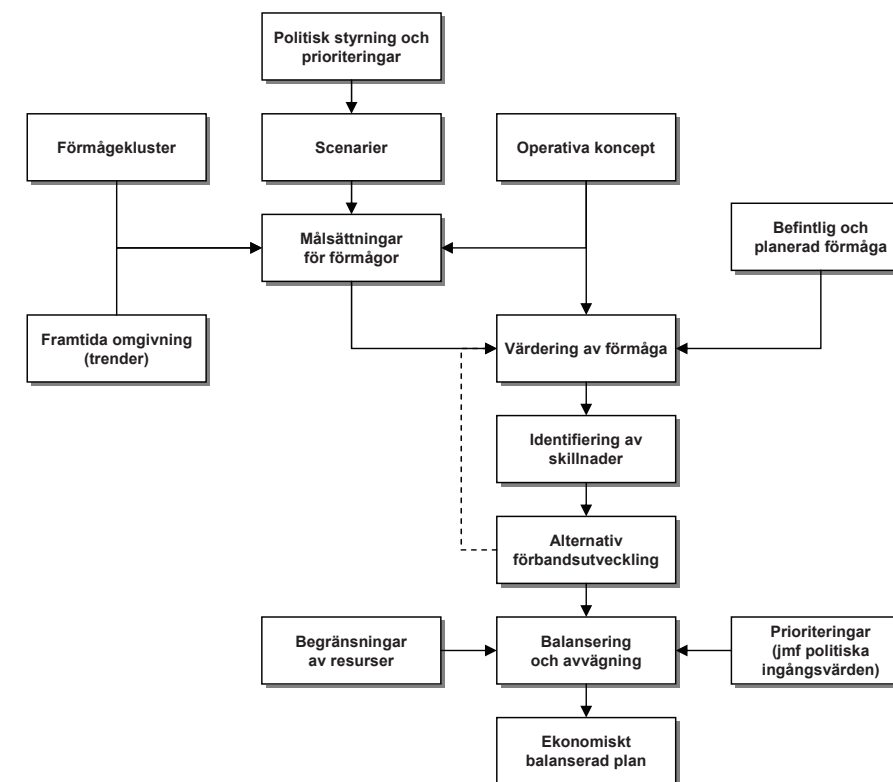 Politisk styrning och
prioriteringar
Förmågekluster
Scenarier
Operativa koncept
Målsättningar
för förmågor
Befintlig och
planerad förmåga
Framtida omgivning
(trender)
Värdering av förmåga
Identifiering av
skillnader
Alternativ
förbandsutveckling
Begränsningar
av resurser
Balansering
och avvägning
Prioriteringar
(jmf politiska
ingångsvärden)
Ekonomiskt
balanserad plan